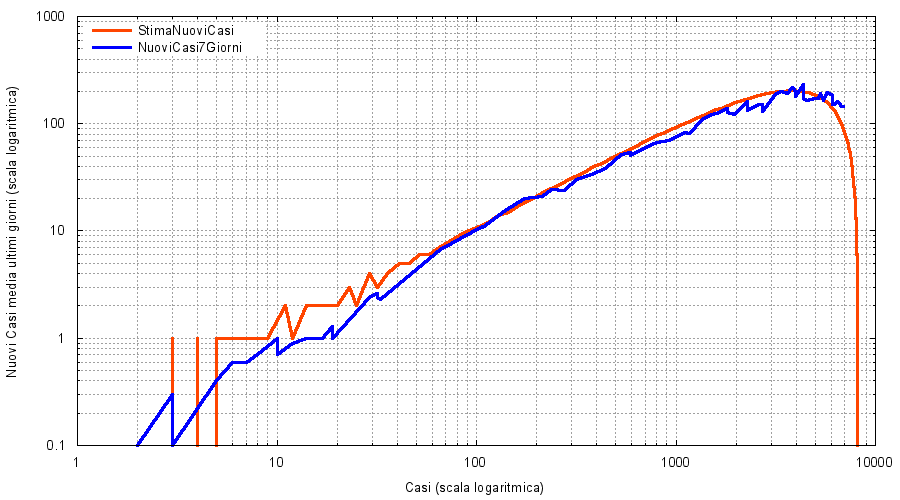 1000
StimaNuoviCasi
NuoviCasi7Giorni
100
10
1
0.1
Nuovi Casi media ultimi giorni (scala logaritmica)
1
10
100
1000
10000
Casi (scala logaritmica)